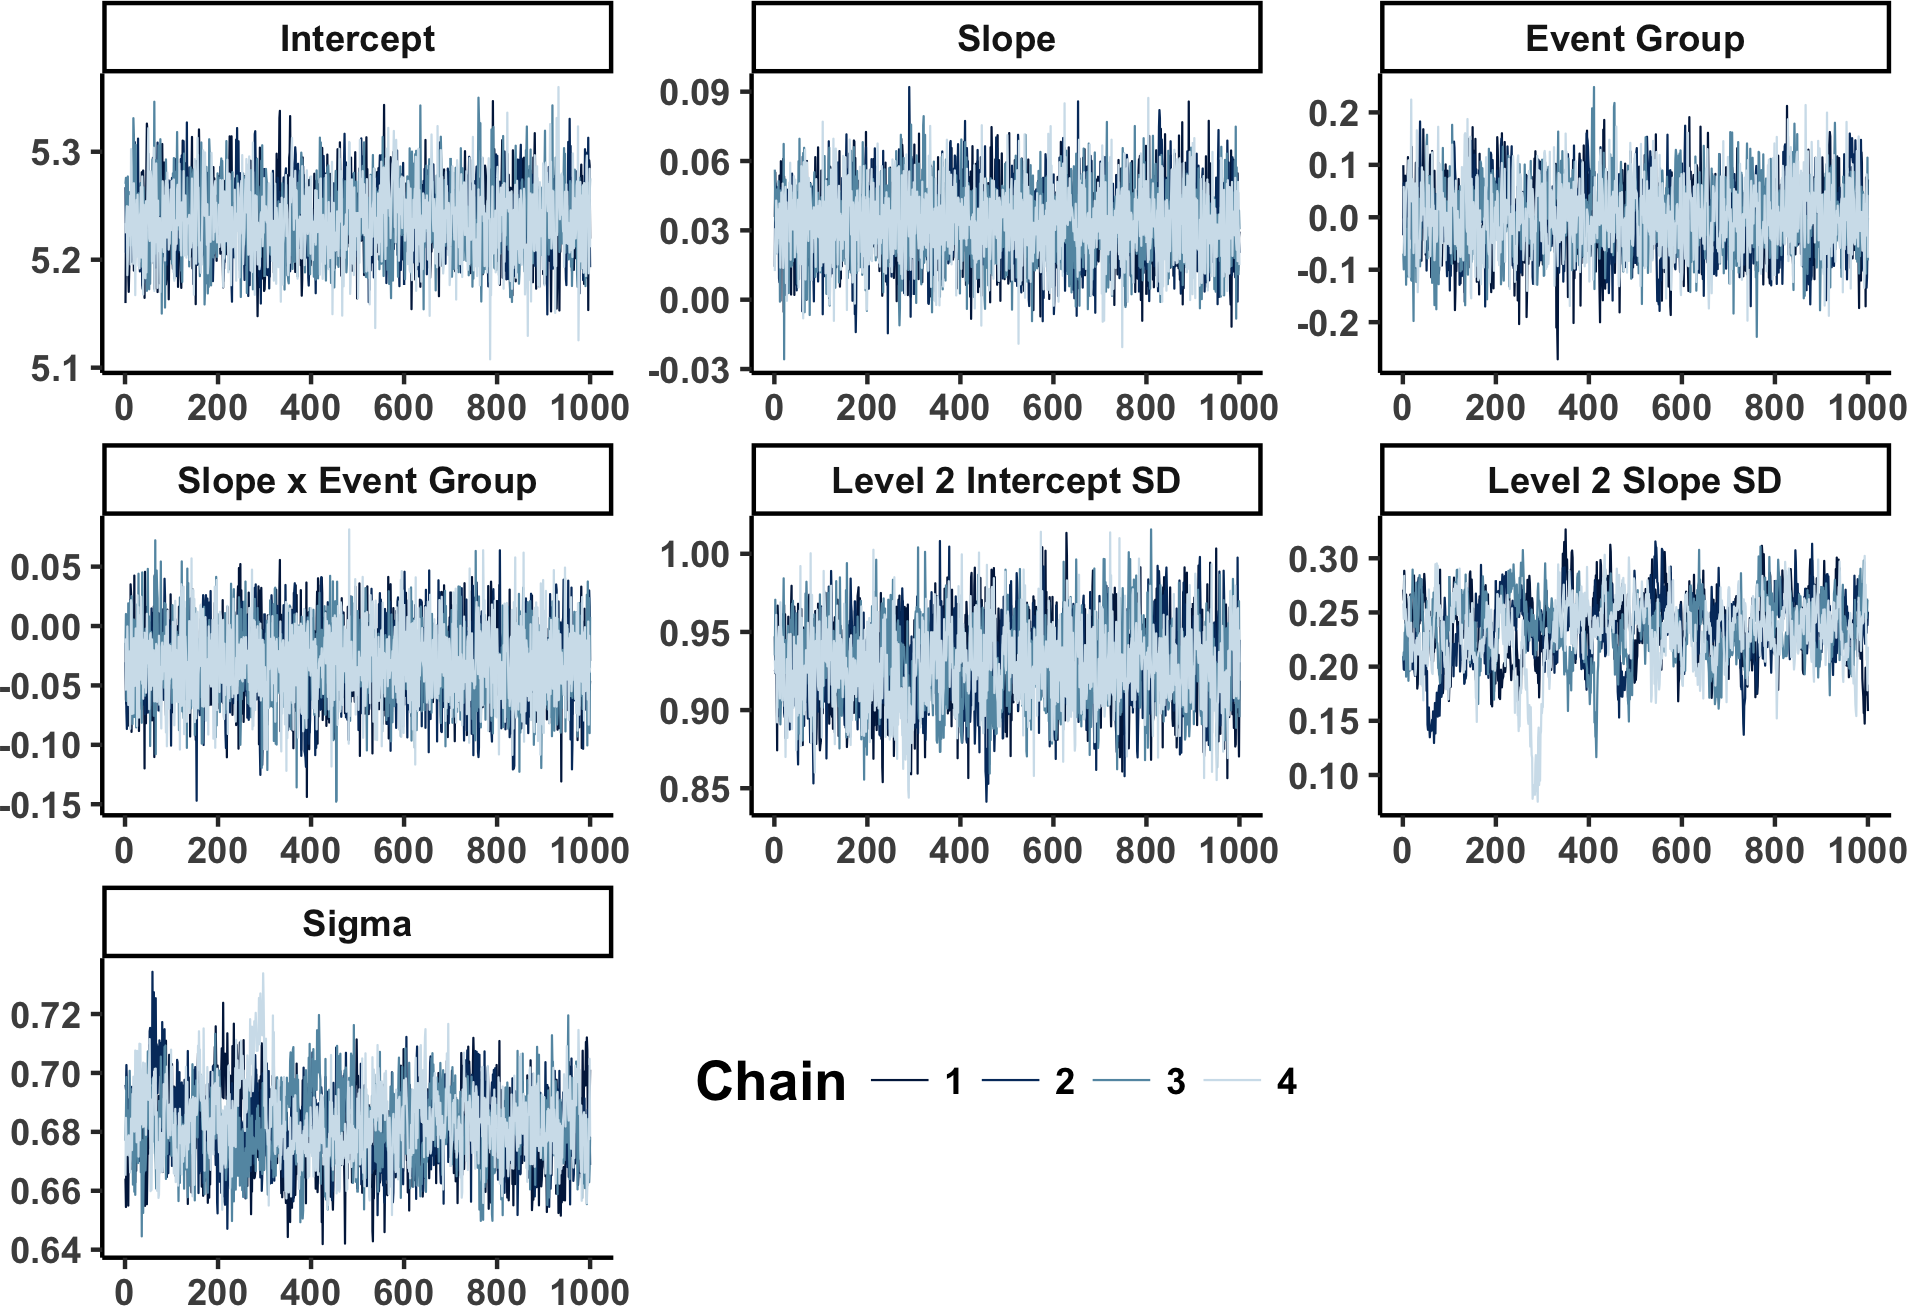 Intercept
Slope
Event Group
5.3
5.2
5.1
0 200 400 600 800 1000
0.09
0.06
0.03
0.00
-0.03
0 200 400 600 800 1000
0.2
0.1
0.0
-0.1
-0.2
0 200 400 600 800 1000
Slope x Event Group
Level 2 Intercept SD
Level 2 Slope SD
0.05
0.00
-0.05
-0.10
-0.15
0 200 400 600 800 1000
1.00
0.95
0.90
0.85
0 200 400 600 800 1000
0.30
0.25
0.20
0.15
0.10
0 200 400 600 800 1000
Sigma
0.72
0.70
0.68
0.66
0.64
0 200 400 600 800 1000
Chain 1 2 3 4